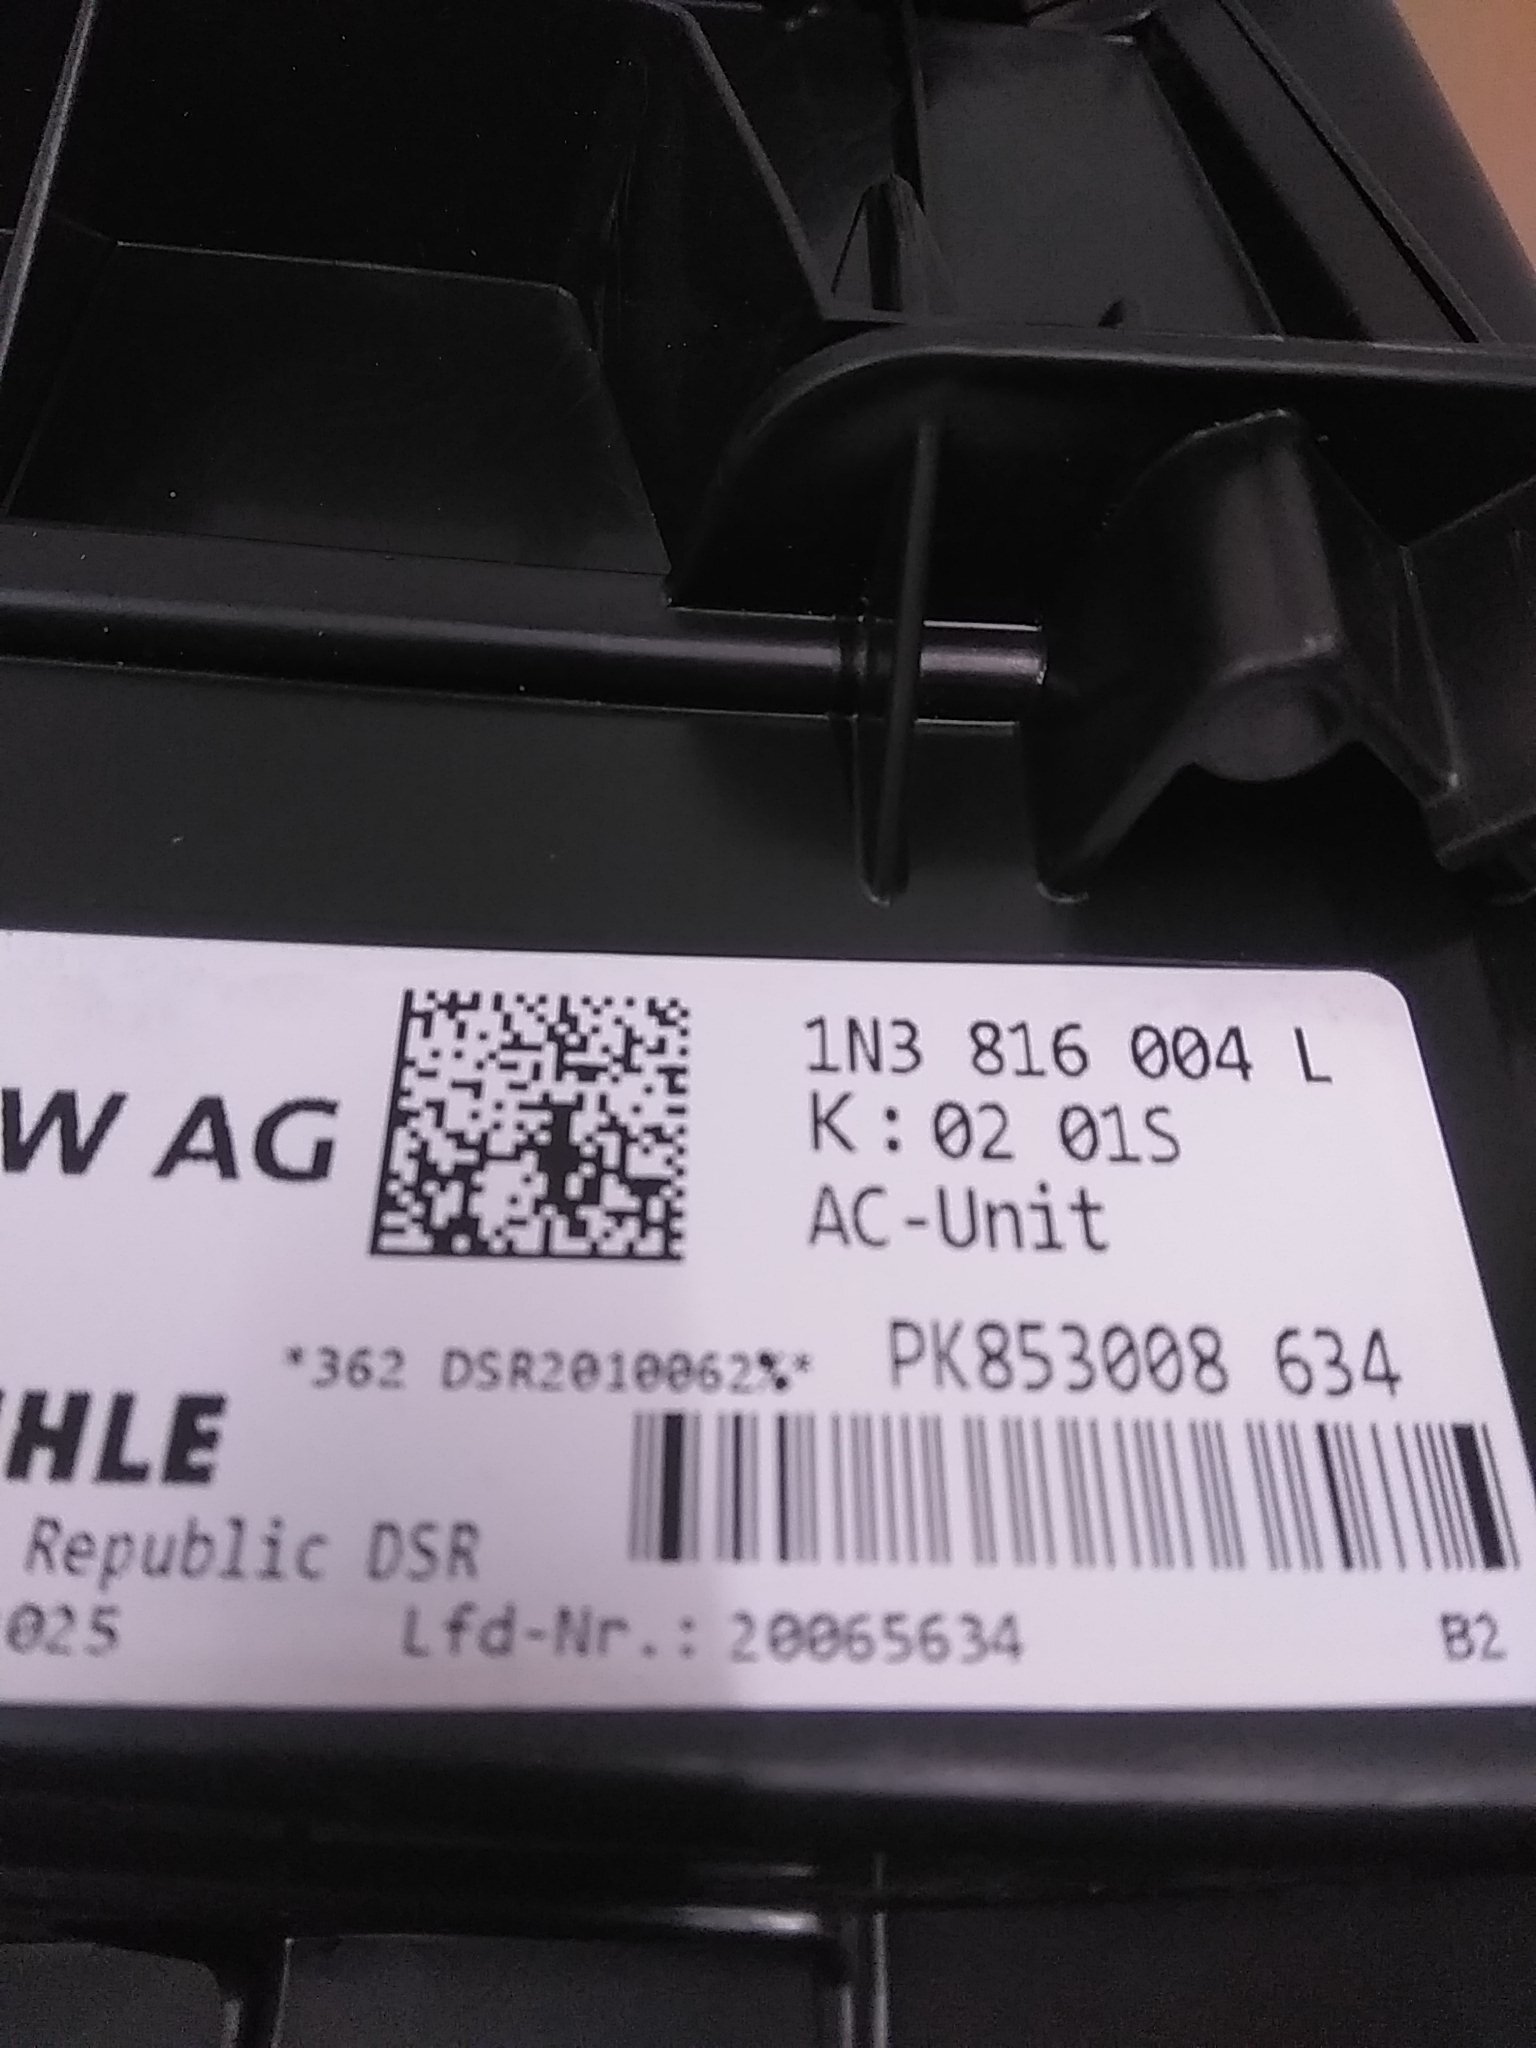 1N3 816 004 L
W AG
K:02 01S
AC-Unit
*362 DSR2010062%* PK853008 634
HLE
Republic DSR
025 Lfd-Nr.: 20065634 B2